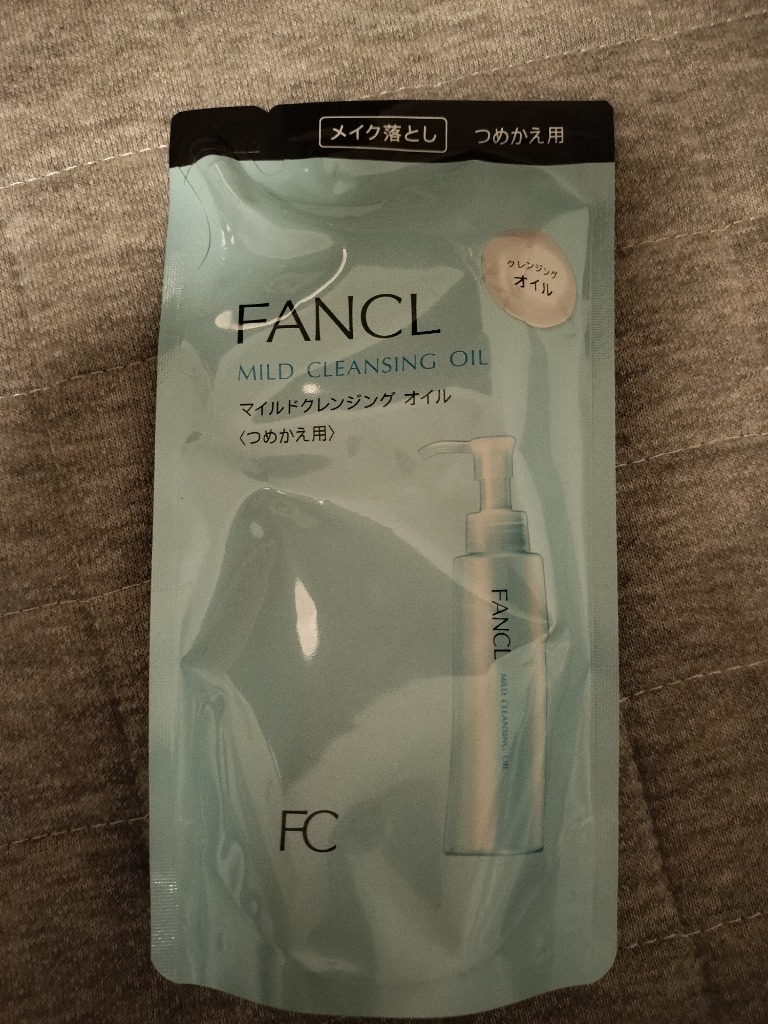 メイク落とし つめかえ用
クレンジング
オイル
FANCL
MILD CLEANSING OIL
マイルドクレンジング オイル
〈つめかえ用〉
FANCL MILD CLEANSING OIL
FC